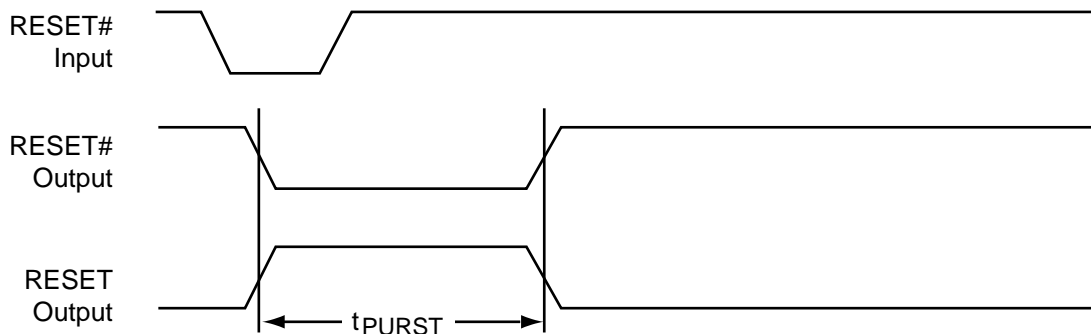 RESET#
Input
RESET#
Output
RESET
Output
tPURST